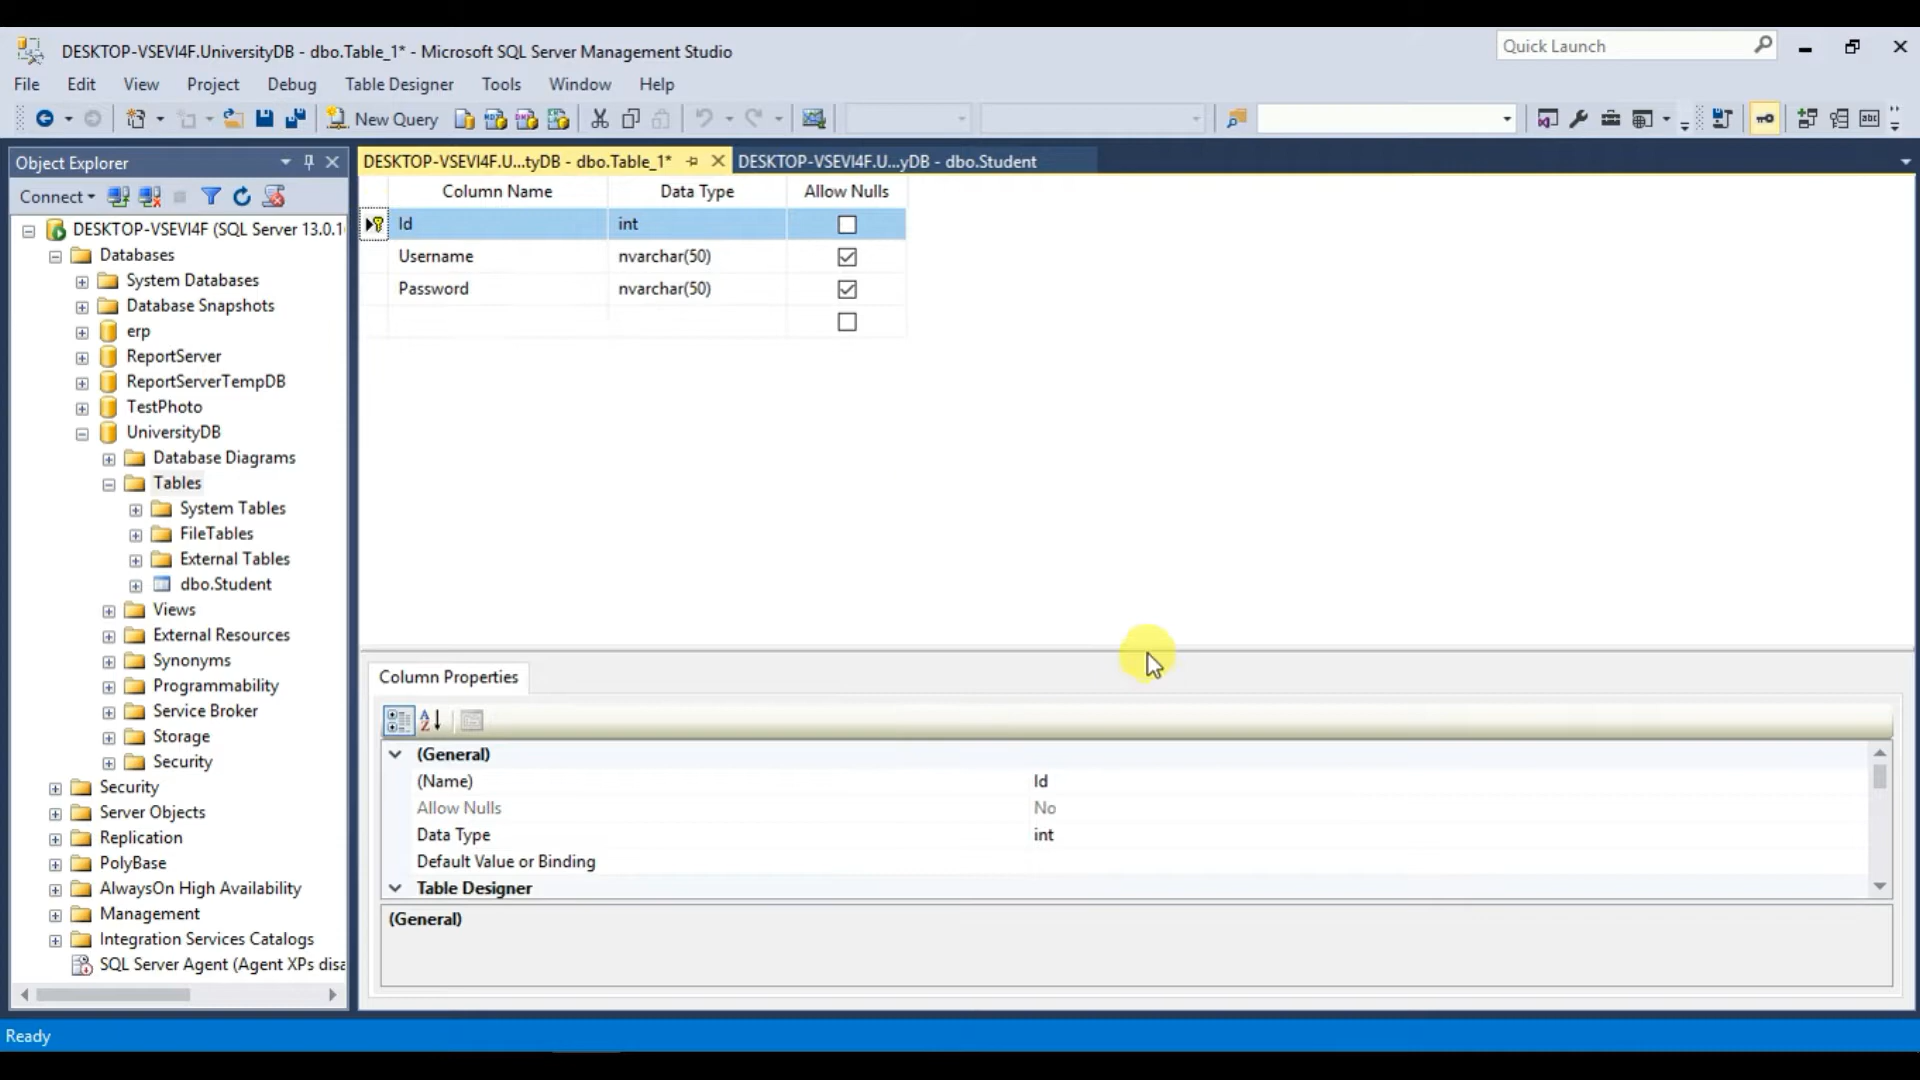 DESKTOP-VSEVI4F.UniversityDB - dbo.Table_1* - Microsoft SQL Server Management Studio
Quick Launch
File Edit View Project Debug Table Designer Tools Window Help
New Query
Object Explorer
DESKTOP-VSEVI4F.U...tyDB - dbo.Table_1*
DESKTOP-VSEVI4F.U...yDB - dbo.Student
Connect
DESKTOP-VSEVI4F (SQL Server 13.0.1
Databases
System Databases
Database Snapshots
erp
ReportServer
ReportServerTempDB
TestPhoto
UniversityDB
Database Diagrams
Tables
System Tables
FileTables
External Tables
dbo.Student
Views
External Resources
Synonyms
Programmability
Service Broker
Storage
Security
Security
Server Objects
Replication
PolyBase
AlwaysOn High Availability
Management
Integration Services Catalogs
SQL Server Agent (Agent XPs disa
Column Name Data Type Allow Nulls
Id int
Username nvarchar(50)
Password nvarchar(50)
Column Properties
(General)
(Name) Id
Allow Nulls No
Data Type int
Default Value or Binding
Table Designer
(General)
Ready